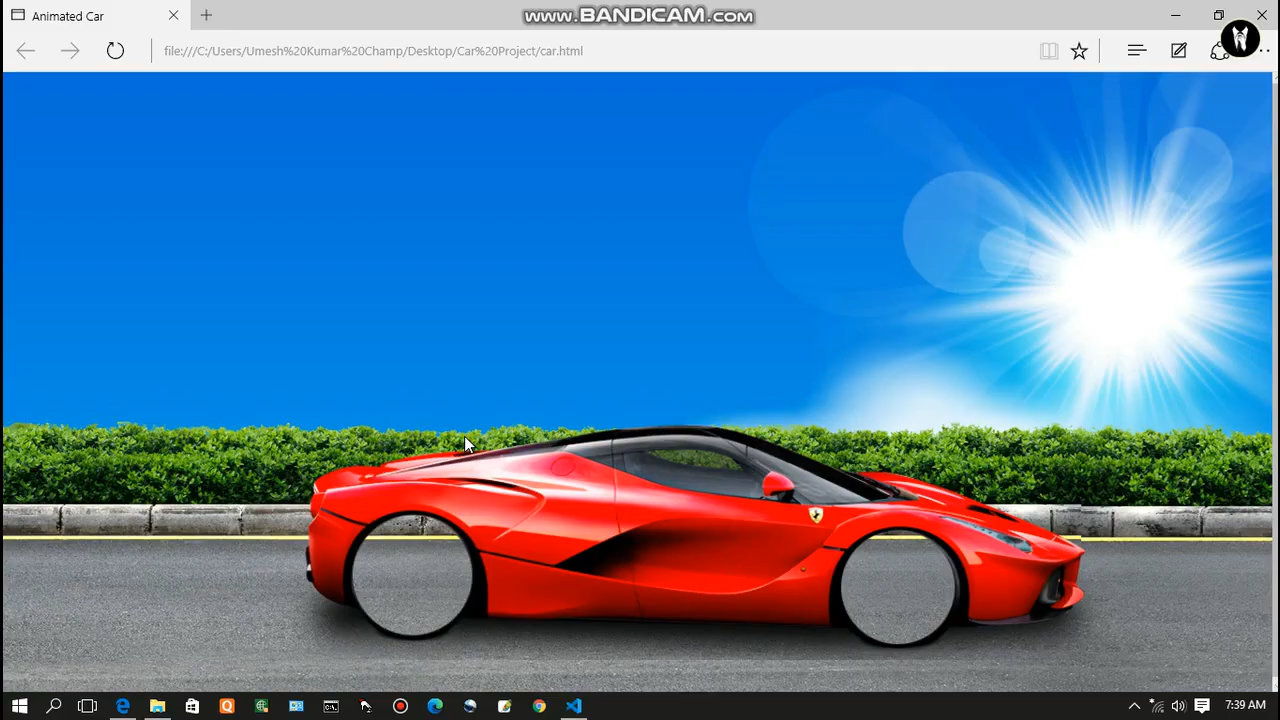 Animated Car
www.BANDICAM.com
file:///C:/Users/Umesh%20Kumar%20Champ/Desktop/Car%20Project/car.html
7:39 AM